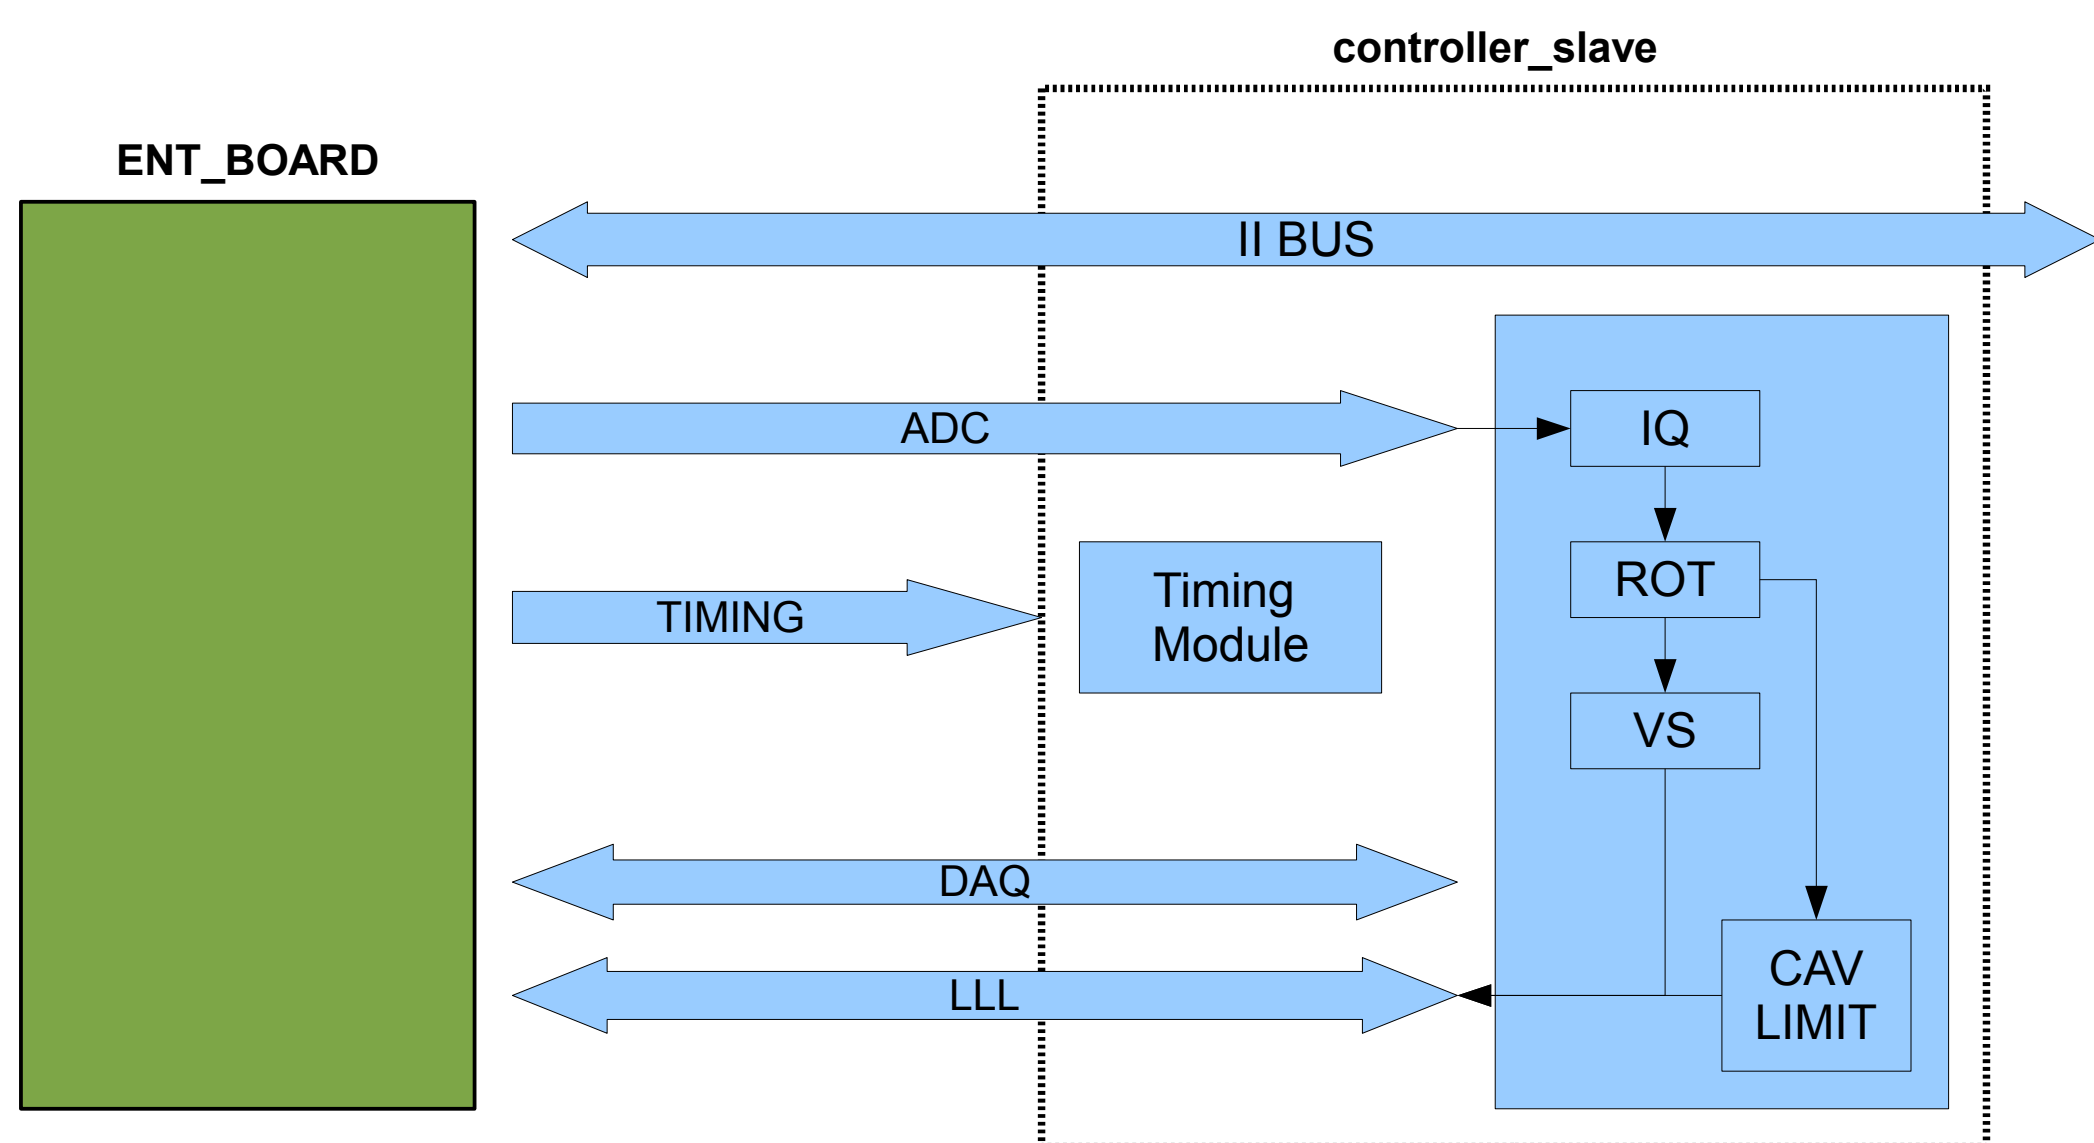 controller_slave
ENT_BOARD
II BUS
ADC
IQ
TIMING
Timing
Module
ROT
VS
DAQ
LLL
CAV
LIMIT